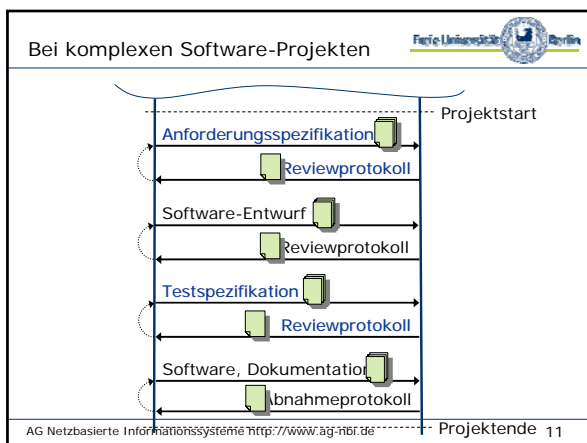 Bei komplexen Software-Projekten
Freie Universität Berlin
Projektstart
Anforderungsspezifikation
Reviewprotokoll
Software-Entwurf
Reviewprotokoll
Testspezifikation
Reviewprotokoll
Software, Dokumentation
Abnahmeprotokoll
AG Netzbasierte Informationssysteme http://www.ag-nbi.de
Projektende 11